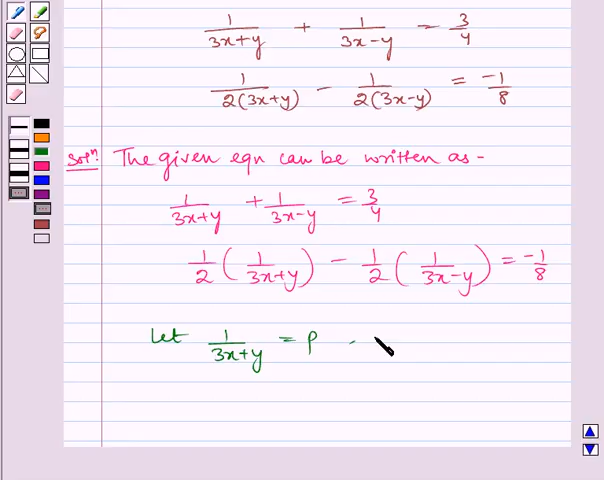 1/(3x+y) + 1/(3x-y) = 3/4
1/(2(3x+y)) - 1/(2(3x-y)) = -1/8
Solⁿ. The given eqn can be written as -
1/(3x+y) + 1/(3x-y) = 3/4
1/2 (1/(3x+y)) - 1/2 (1/(3x-y)) = -1/8
Let 1/(3x+y) = p -